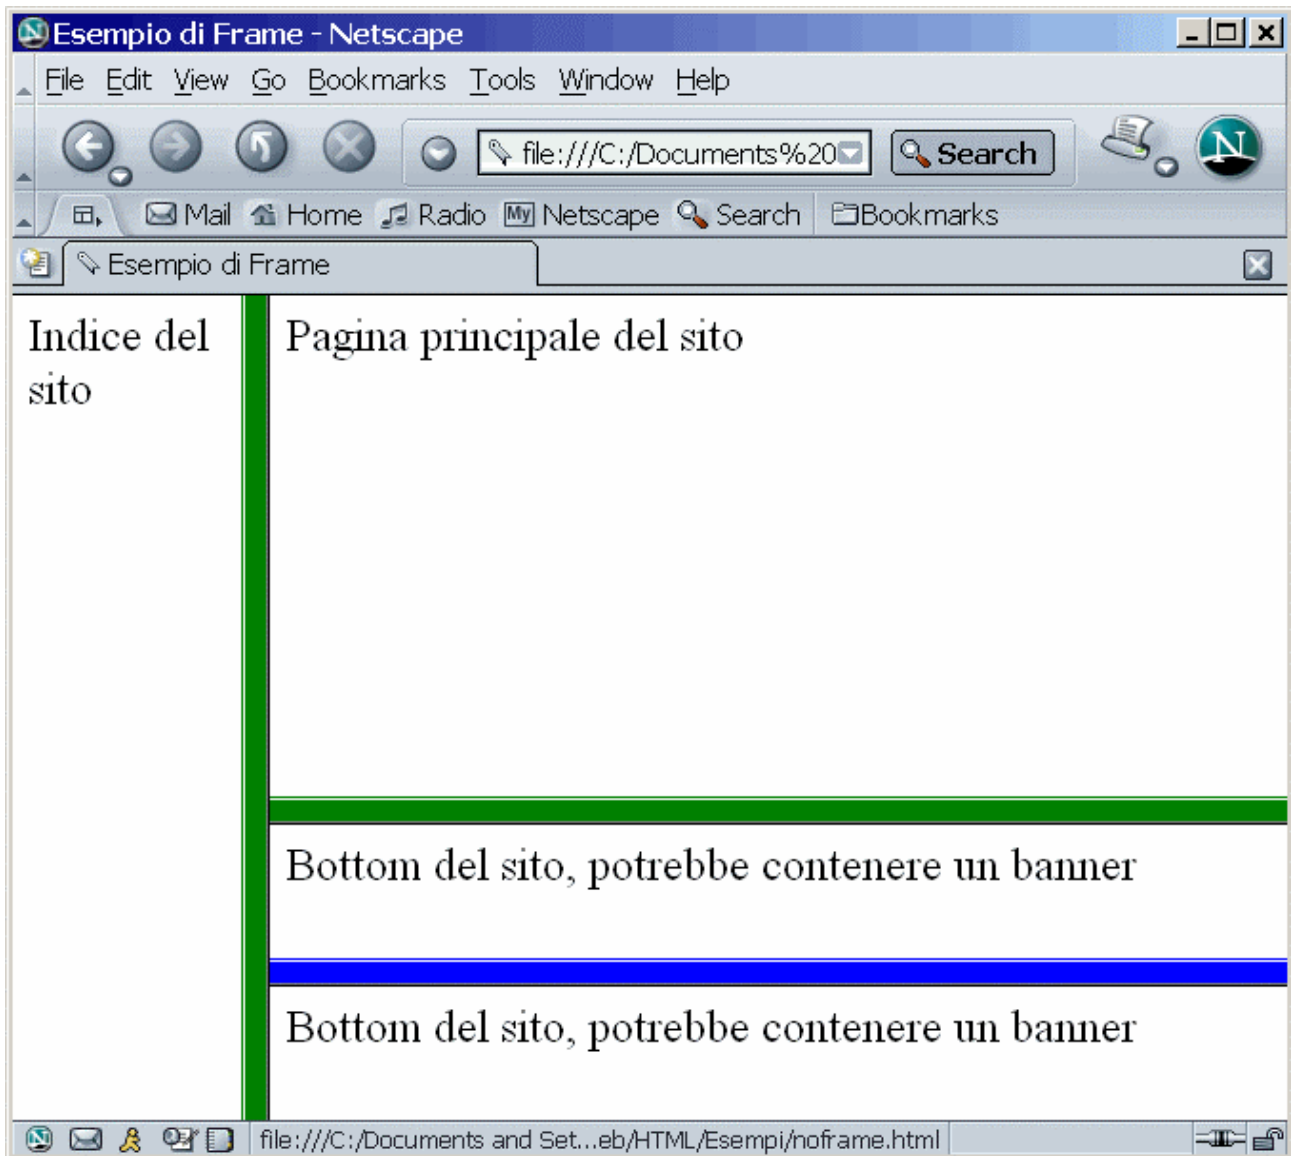 Esempio di Frame - Netscape
File Edit View Go Bookmarks Tools Window Help
file:///C:/Documents%20 Search N
Mail Home Radio My Netscape Search Bookmarks
Esempio di Frame
Indice del
sito
Pagina principale del sito
Bottom del sito, potrebbe contenere un banner
Bottom del sito, potrebbe contenere un banner
file:///C:/Documents and Set...eb/HTML/Esempi/noframe.html